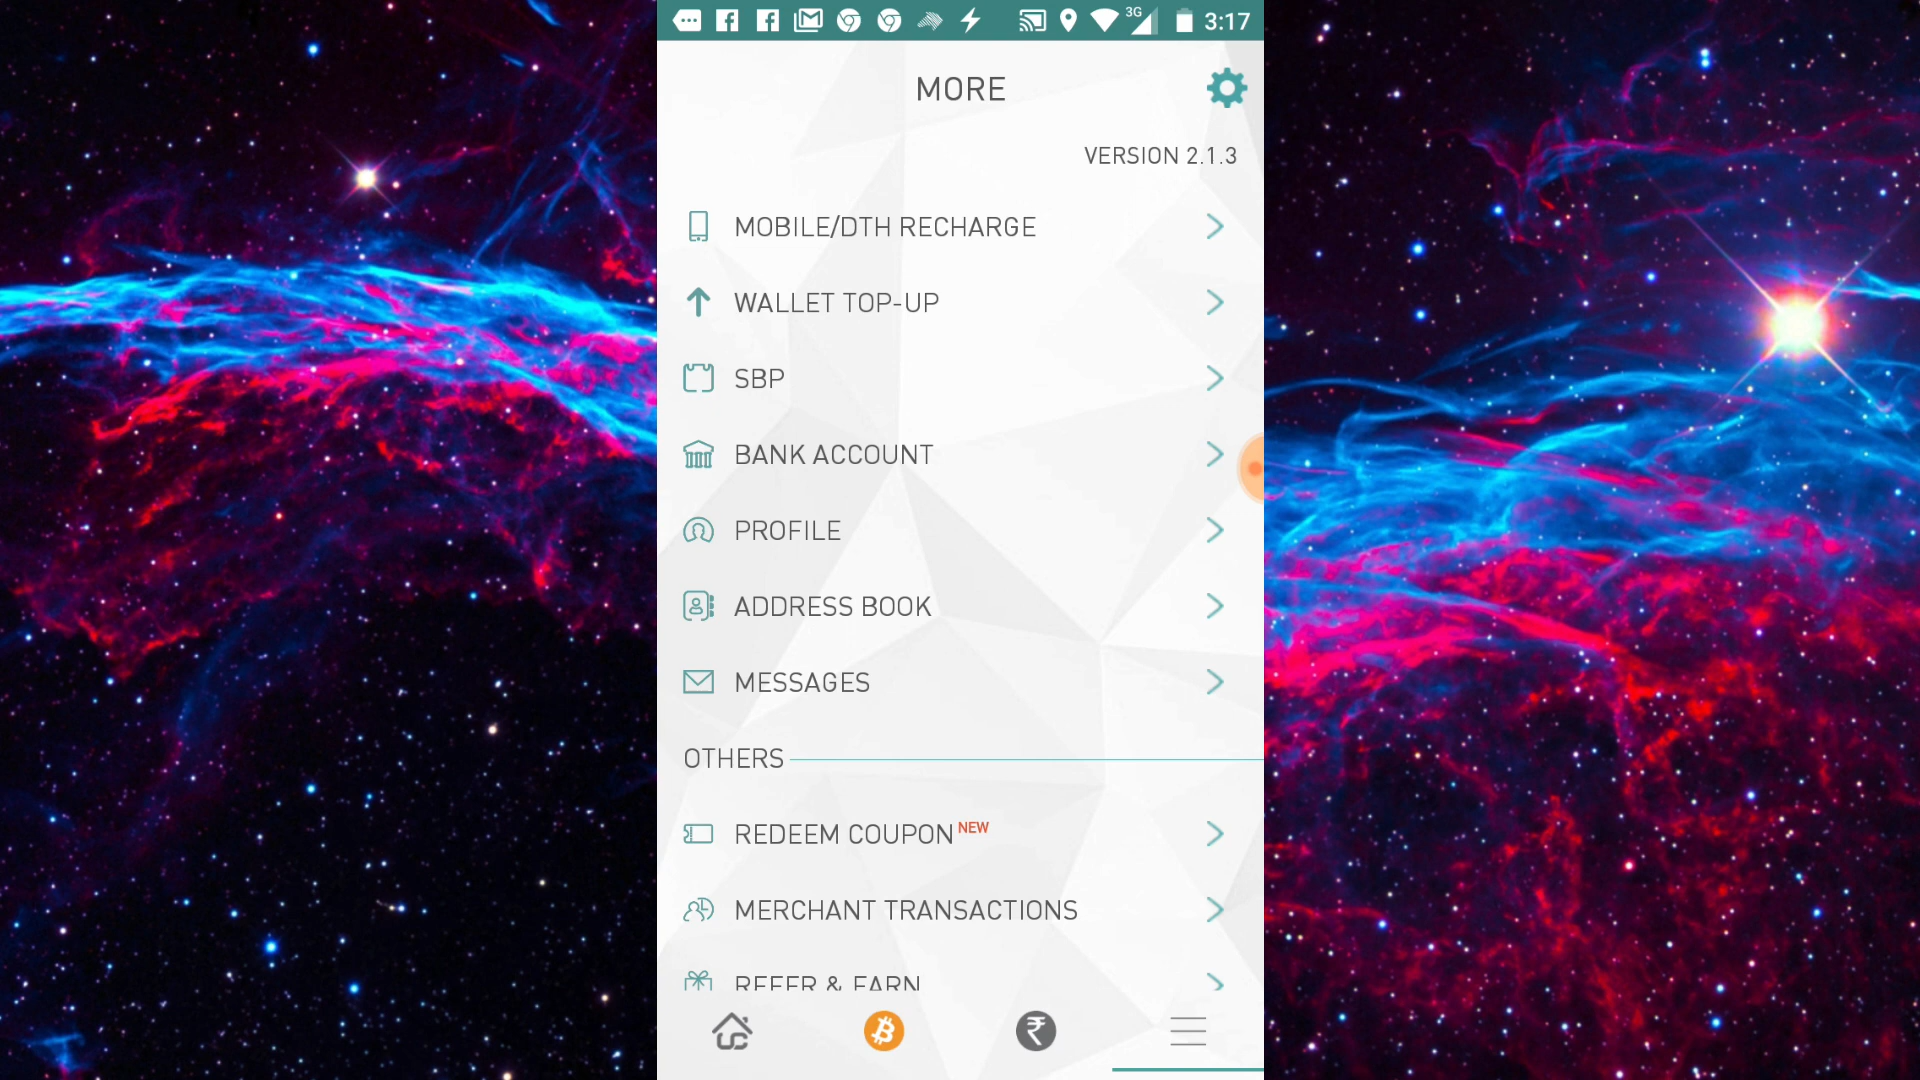 3G 3:17
MORE
VERSION 2.1.3
MOBILE/DTH RECHARGE
WALLET TOP-UP
SBP
BANK ACCOUNT
PROFILE
ADDRESS BOOK
MESSAGES
OTHERS
REDEEM COUPON NEW
MERCHANT TRANSACTIONS
REFER & EARN